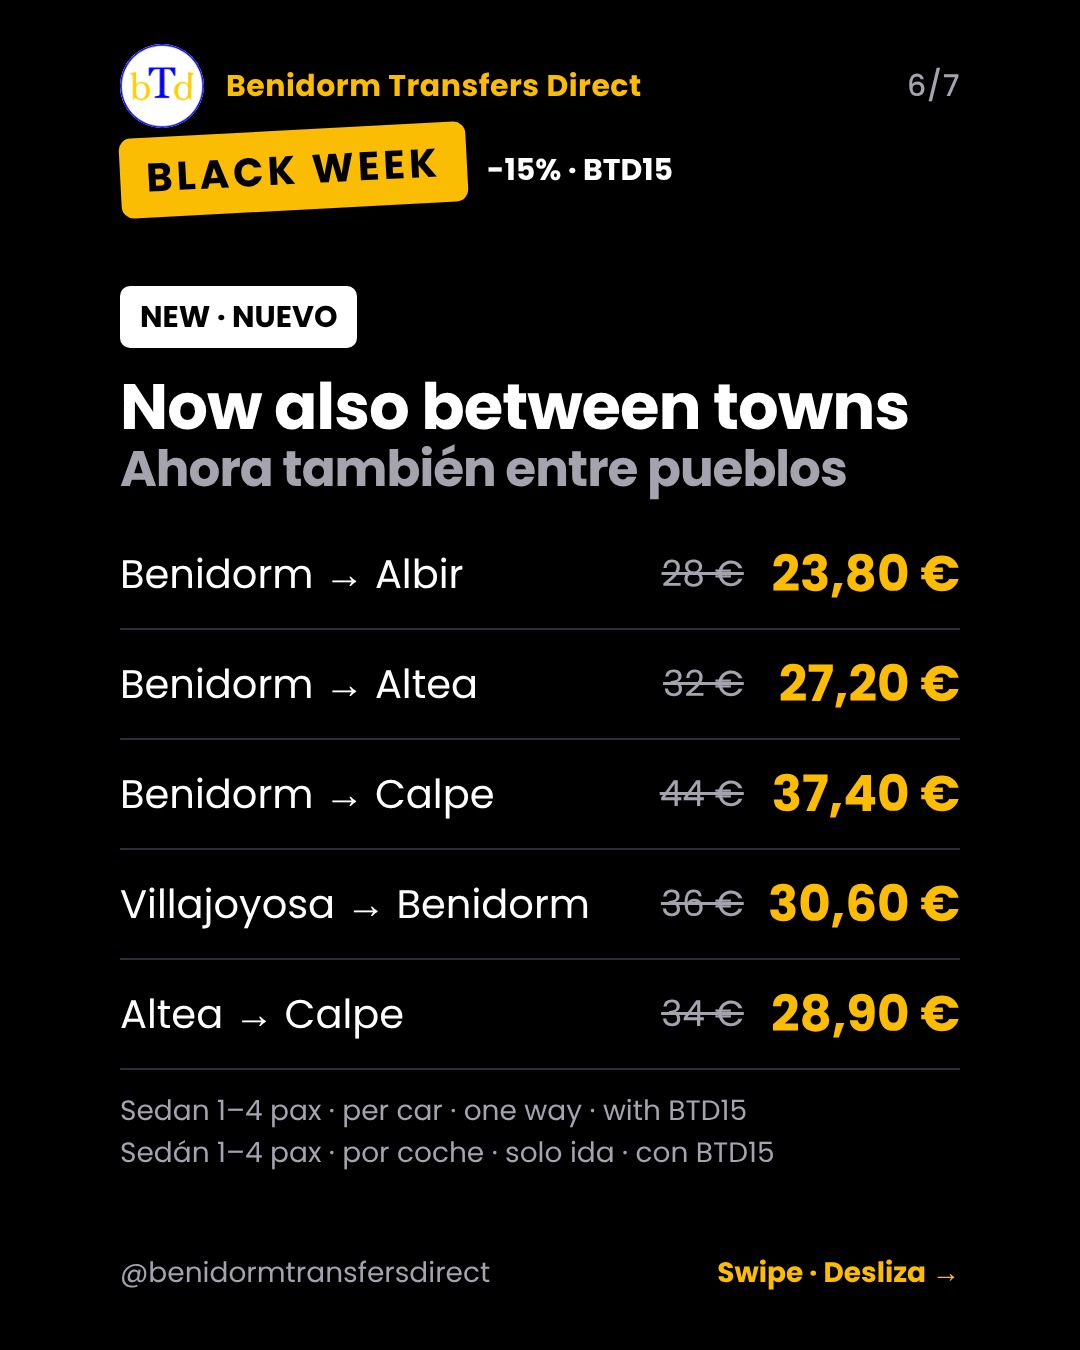 bTd Benidorm Transfers Direct 6/7
BLACK WEEK -15% · BTD15
NEW · NUEVO
Now also between towns
Ahora también entre pueblos
Benidorm → Albir 28 € 23,80 €
Benidorm → Altea 32 € 27,20 €
Benidorm → Calpe 44 € 37,40 €
Villajoyosa → Benidorm 36 € 30,60 €
Altea → Calpe 34 € 28,90 €
Sedan 1–4 pax · per car · one way · with BTD15
Sedán 1–4 pax · por coche · solo ida · con BTD15
@benidormtransfersdirect Swipe · Desliza →